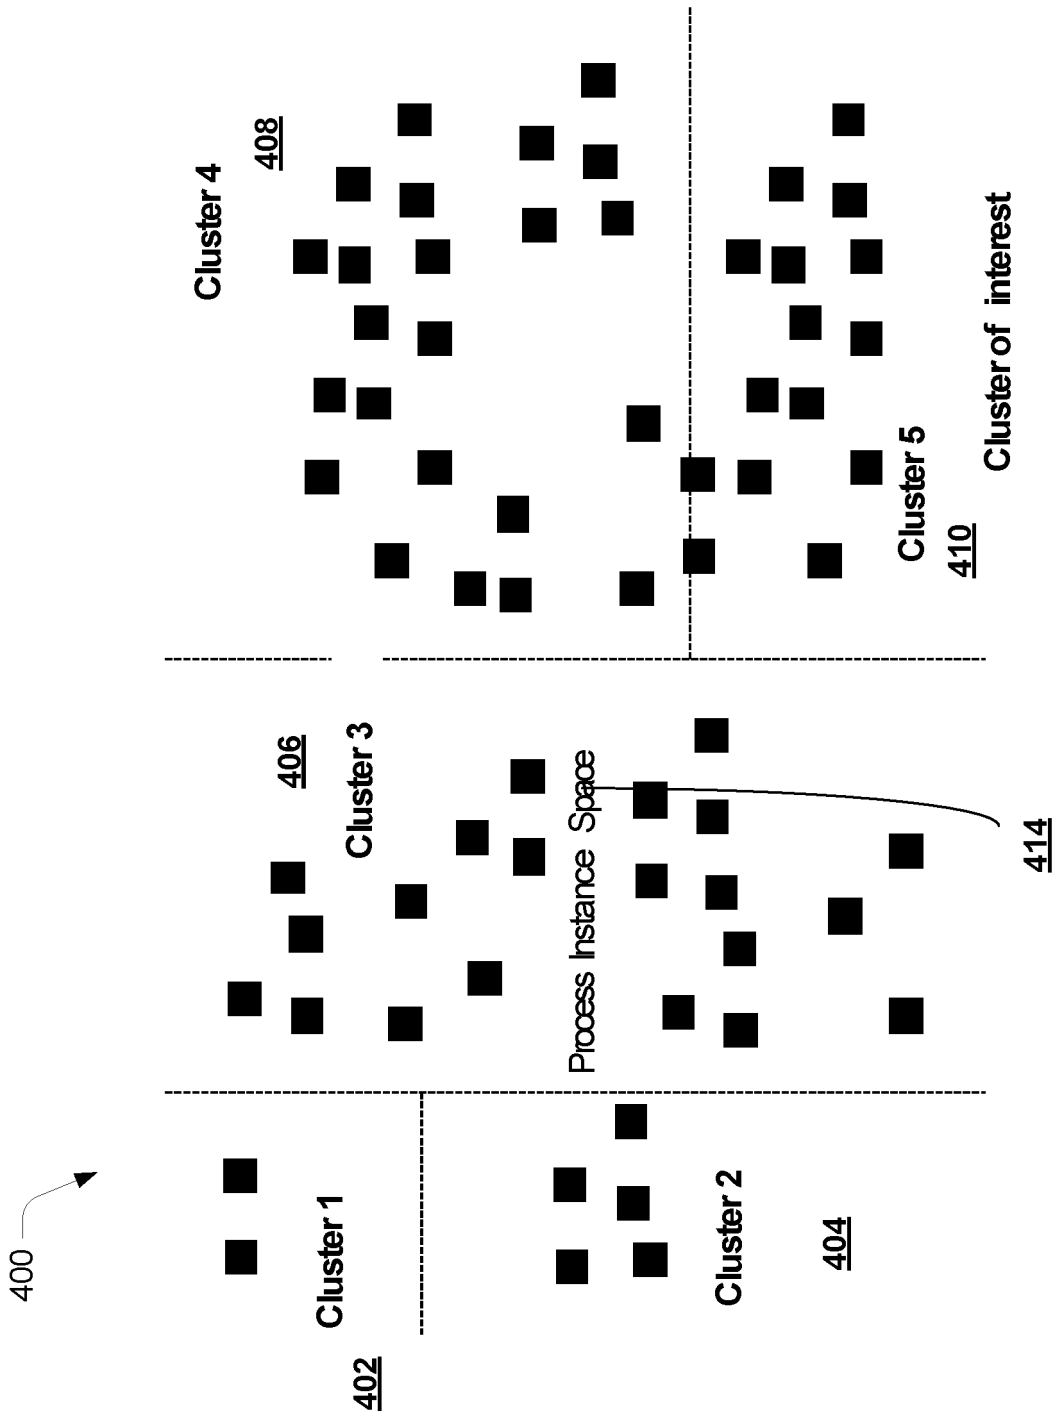 400
Cluster 1
402
Cluster 2
404
406
Cluster 3
Process Instance Space
414
Cluster 4
408
Cluster 5
410
Cluster of interest